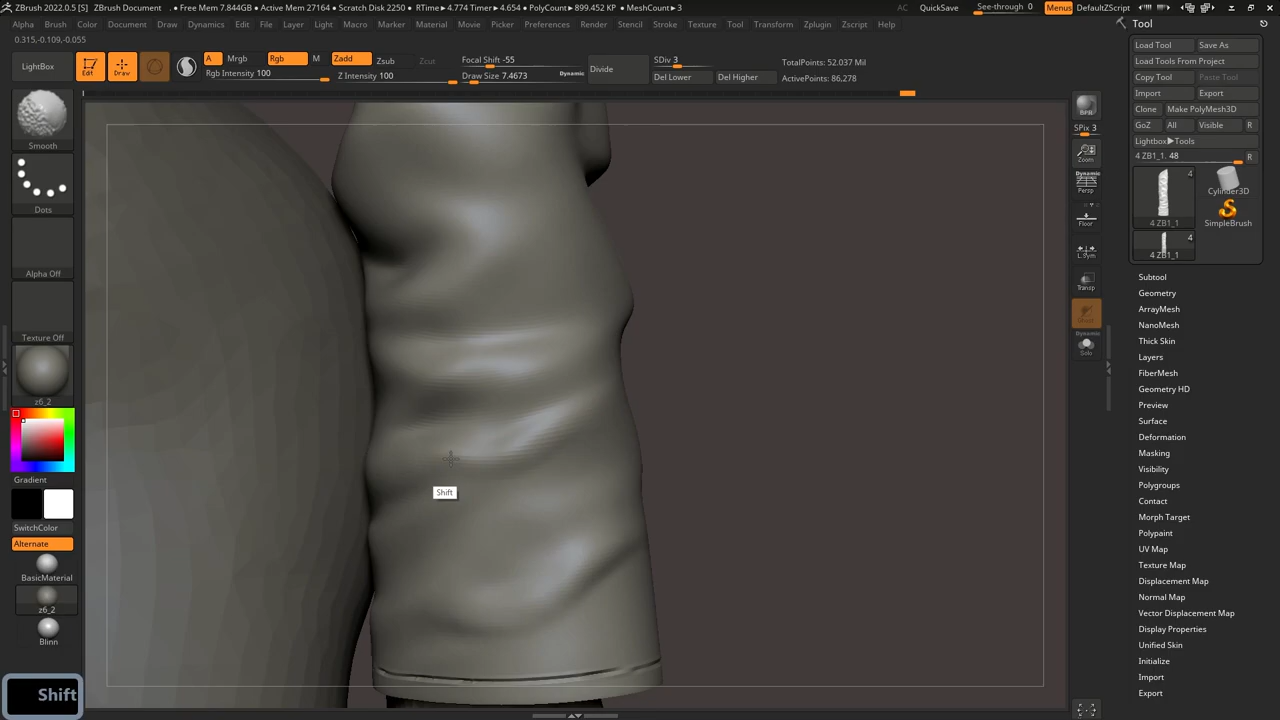 ZBrush 2022.0.5 [S] ZBrush Document . ● Free Mem 7.844GB ● Active Mem 27164 ● Scratch Disk 2250 ● RTime▸4.774 Timer▸4.654 ● PolyCount▸899.452 KP ● MeshCount▸3 AC QuickSave See-through 0 Menus DefaultZScript
Alpha Brush Color Document Draw Dynamics Edit File Layer Light Macro Marker Material Movie Picker Preferences Render Stencil Stroke Texture Tool Transform Zplugin Zscript Help
0.315,-0.109,-0.055
LightBox
Edit
Draw
A Mrgb Rgb M Zadd Zsub Zcut
Rgb Intensity 100 Z Intensity 100
Focal Shift -55
Draw Size 7.4673 Dynamic
Divide
SDiv 3
Del Lower Del Higher
TotalPoints: 52.037 Mil
ActivePoints: 86,278
Smooth
Dots
Alpha Off
Texture Off
z6_2
Gradient
SwitchColor
Alternate
BasicMaterial
z6_2
Blinn
Shift
Shift
BPR
SPix 3
Zoom
Dynamic
Persp
Floor
L.Sym
Transp
Ghost
Dynamic
Solo
Tool
Load Tool Save As
Load Tools From Project
Copy Tool Paste Tool
Import Export
Clone Make PolyMesh3D
GoZ All Visible R
Lightbox▶Tools
4 ZB1_1. 48 R
4
4 ZB1_1
Cylinder3D
SimpleBrush
4
4 ZB1_1
Subtool
Geometry
ArrayMesh
NanoMesh
Thick Skin
Layers
FiberMesh
Geometry HD
Preview
Surface
Deformation
Masking
Visibility
Polygroups
Contact
Morph Target
Polypaint
UV Map
Texture Map
Displacement Map
Normal Map
Vector Displacement Map
Display Properties
Unified Skin
Initialize
Import
Export